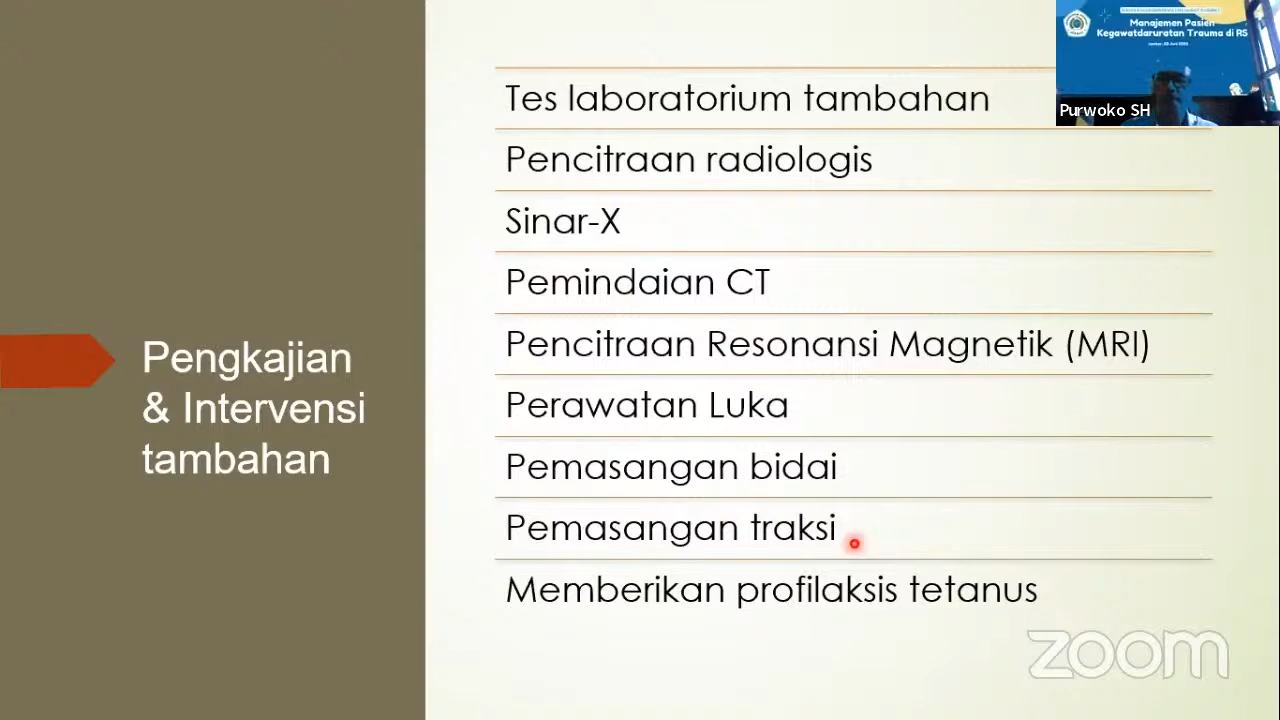 Manajemen Pasien
Kegawatdaruratan Trauma di RS
Purwoko SH
Pengkajian
& Intervensi
tambahan
Tes laboratorium tambahan
Pencitraan radiologis
Sinar-X
Pemindaian CT
Pencitraan Resonansi Magnetik (MRI)
Perawatan Luka
Pemasangan bidai
Pemasangan traksi
Memberikan profilaksis tetanus
zoom